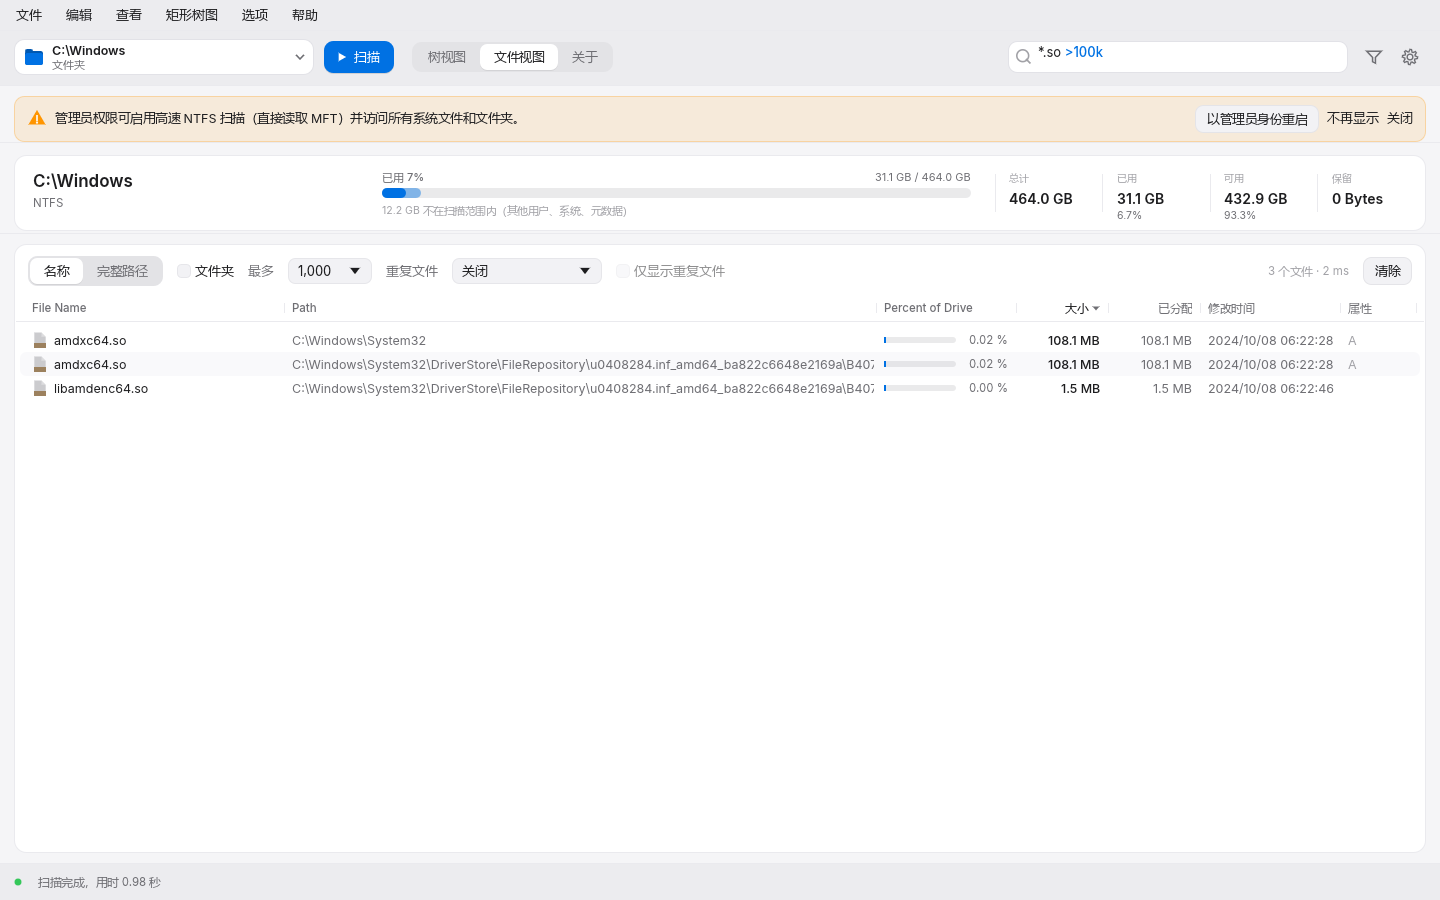 文件 编辑 查看 矩形树图 选项 帮助
C:\Windows
文件夹
扫描
树视图 文件视图 关于
*.so >100k
管理员权限可启用高速 NTFS 扫描（直接读取 MFT）并访问所有系统文件和文件夹。
以管理员身份重启 不再显示 关闭
C:\Windows
NTFS
已用 7% 31.1 GB / 464.0 GB
12.2 GB 不在扫描范围内（其他用户、系统、元数据）
总计 已用 可用 保留
464.0 GB 31.1 GB 432.9 GB 0 Bytes
6.7% 93.3%
名称 完整路径 文件夹 最多 1,000 重复文件 关闭 仅显示重复文件 3 个文件 · 2 ms 清除
File Name Path Percent of Drive 大小 已分配 修改时间 属性
amdxc64.so C:\Windows\System32 0.02 % 108.1 MB 108.1 MB 2024/10/08 06:22:28 A
amdxc64.so C:\Windows\System32\DriverStore\FileRepository\u0408284.inf_amd64_ba822c6648e2169a\B407 0.02 % 108.1 MB 108.1 MB 2024/10/08 06:22:28 A
libamdenc64.so C:\Windows\System32\DriverStore\FileRepository\u0408284.inf_amd64_ba822c6648e2169a\B407 0.00 % 1.5 MB 1.5 MB 2024/10/08 06:22:46
扫描完成，用时 0.98 秒